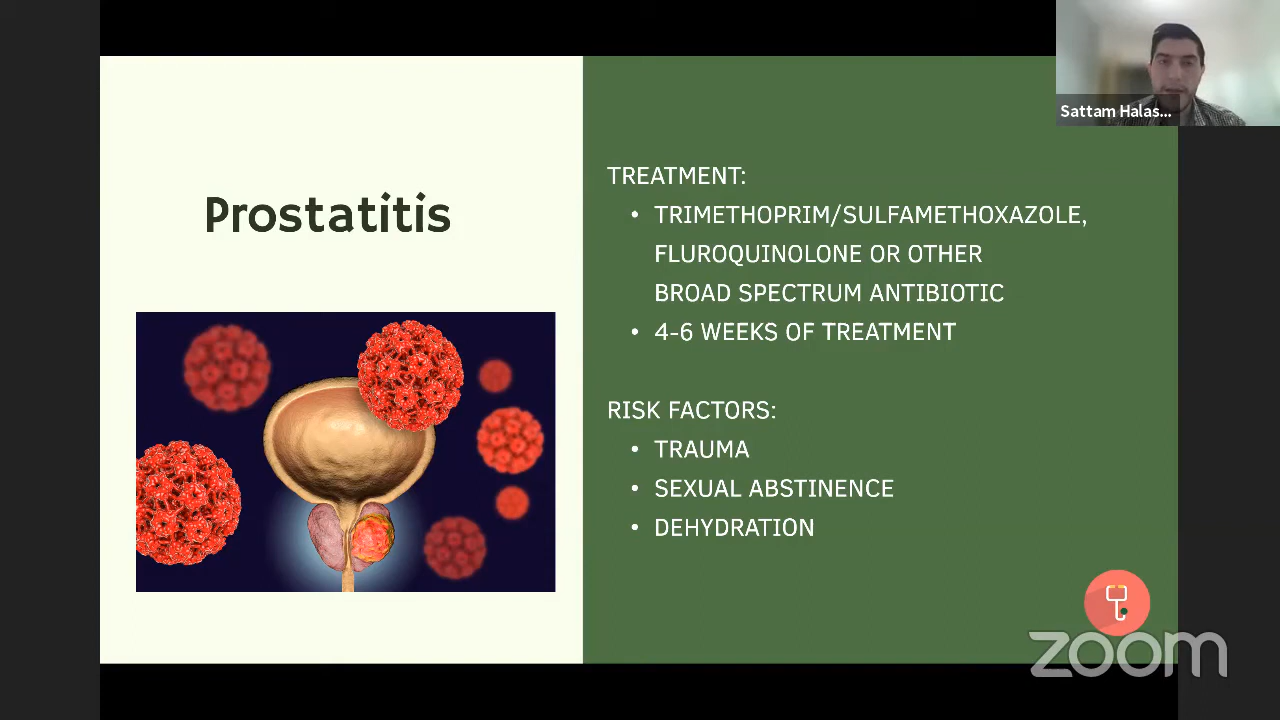 Sattam Halas...
Prostatitis
TREATMENT:
• TRIMETHOPRIM/SULFAMETHOXAZOLE,
FLUROQUINOLONE OR OTHER
BROAD SPECTRUM ANTIBIOTIC
• 4-6 WEEKS OF TREATMENT
RISK FACTORS:
• TRAUMA
• SEXUAL ABSTINENCE
• DEHYDRATION
zoom